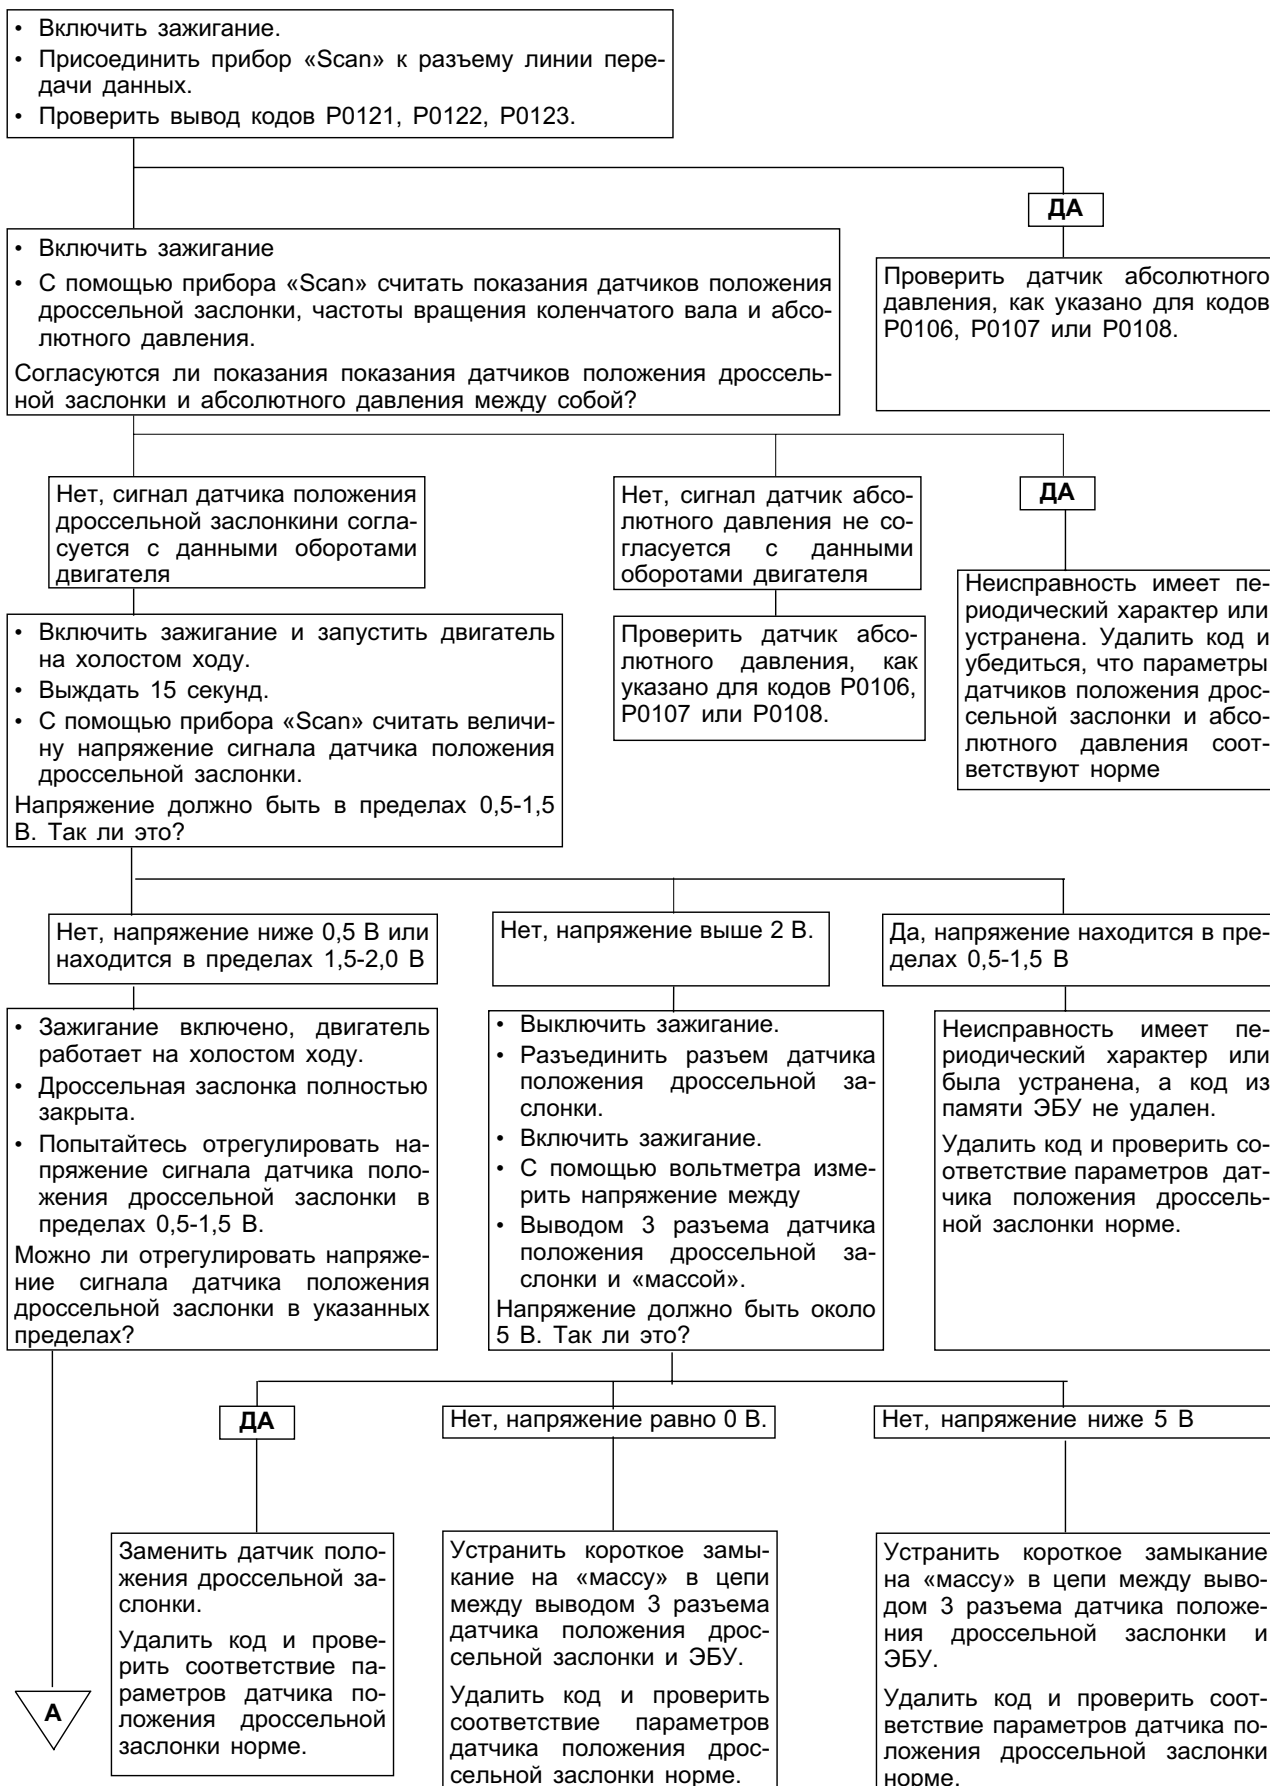 • Включить зажигание.
• Присоединить прибор «Scan» к разъему линии пере-
дачи данных.
• Проверить вывод кодов P0121, P0122, P0123.
ДА
• Включить зажигание
• С помощью прибора «Scan» считать показания датчиков положения
дроссельной заслонки, частоты вращения коленчатого вала и абсо-
лютного давления.
Согласуются ли показания показания датчиков положения дроссель-
ной заслонки и абсолютного давления между собой?
Проверить датчик абсолютного
давления, как указано для кодов
P0106, P0107 или P0108.
Нет, сигнал датчика положения
дроссельной заслонкини согла-
суется с данными оборотами
двигателя
Нет, сигнал датчик абсо-
лютного давления не со-
гласуется с данными
оборотами двигателя
ДА
• Включить зажигание и запустить двигатель
на холостом ходу.
• Выждать 15 секунд.
• С помощью прибора «Scan» считать величи-
ну напряжение сигнала датчика положения
дроссельной заслонки.
Напряжение должно быть в пределах 0,5-1,5
В. Так ли это?
Проверить датчик абсо-
лютного давления, как
указано для кодов P0106,
P0107 или P0108.
Неисправность имеет пе-
риодический характер или
устранена. Удалить код и
убедиться, что параметры
датчиков положения дрос-
сельной заслонки и абсо-
лютного давления соот-
ветствуют норме
Нет, напряжение ниже 0,5 В или
находится в пределах 1,5-2,0 В
Нет, напряжение выше 2 В.
Да, напряжение находится в пре-
делах 0,5-1,5 В
• Зажигание включено, двигатель
работает на холостом ходу.
• Дроссельная заслонка полностью
закрыта.
• Попытайтесь отрегулировать на-
пряжение сигнала датчика поло-
жения дроссельной заслонки в
пределах 0,5-1,5 В.
Можно ли отрегулировать напряже-
ние сигнала датчика положения
дроссельной заслонки в указанных
пределах?
• Выключить зажигание.
• Разъединить разъем датчика
положения дроссельной за-
слонки.
• Включить зажигание.
• С помощью вольтметра изме-
рить напряжение между
• Выводом 3 разъема датчика
положения дроссельной за-
слонки и «массой».
Напряжение должно быть около
5 В. Так ли это?
Неисправность имеет пе-
риодический характер или
была устранена, а код из
памяти ЭБУ не удален.
Удалить код и проверить со-
ответствие параметров дат-
чика положения дроссель-
ной заслонки норме.
ДА
Нет, напряжение равно 0 В.
Нет, напряжение ниже 5 В
А
Заменить датчик поло-
жения дроссельной за-
слонки.
Удалить код и прове-
рить соответствие па-
раметров датчика по-
ложения дроссельной
заслонки норме.
Устранить короткое замы-
кание на «массу» в цепи
между выводом 3 разъема
датчика положения дрос-
сельной заслонки и ЭБУ.
Удалить код и проверить
соответствие параметров
датчика положения дрос-
сельной заслонки норме.
Устранить короткое замыкание
на «массу» в цепи между выво-
дом 3 разъема датчика положе-
ния дроссельной заслонки и
ЭБУ.
Удалить код и проверить соот-
ветствие параметров датчика по-
ложения дроссельной заслонки
норме.